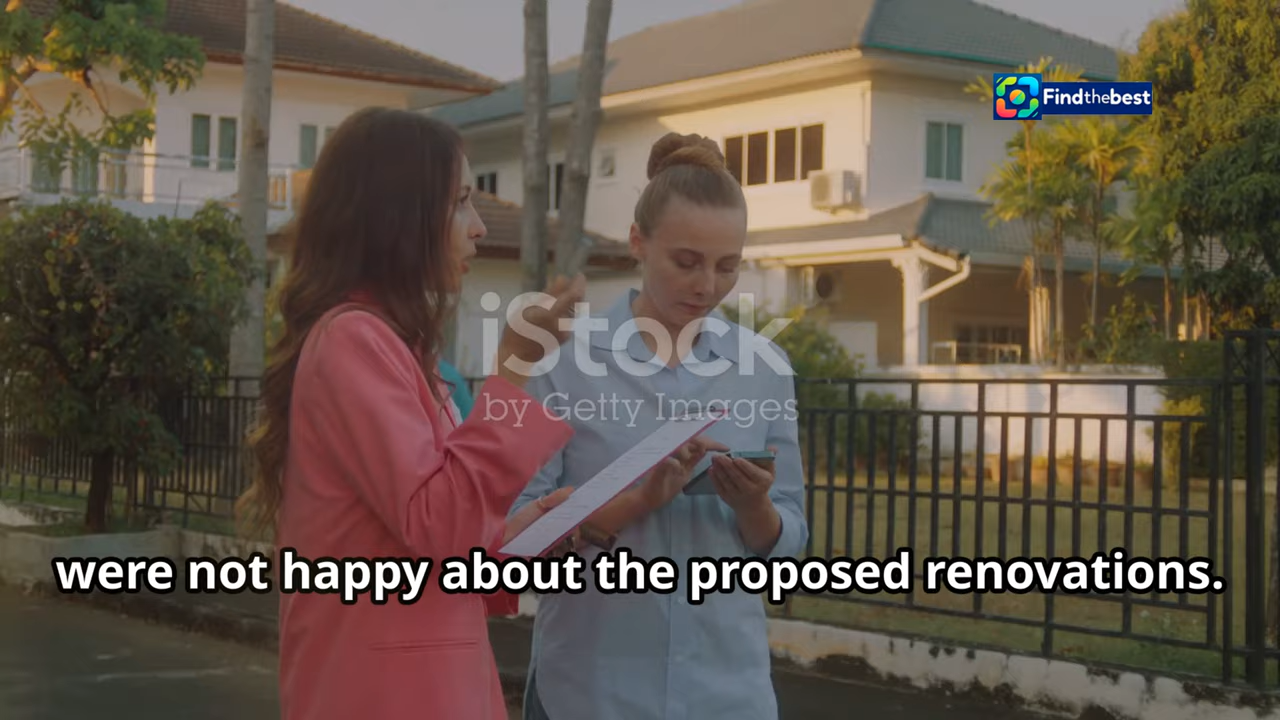 Findthebest
iStock
by Getty Images
were not happy about the proposed renovations.